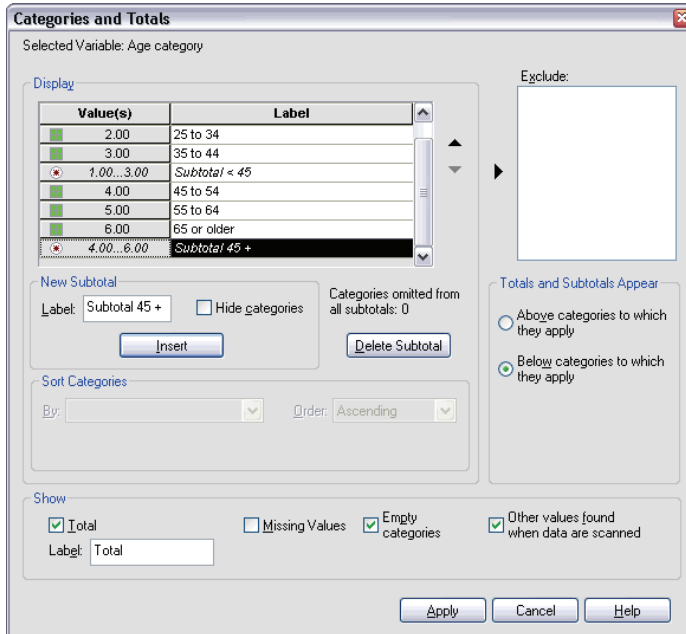 Categories and Totals
Selected Variable: Age category
Display
Exclude:
Value(s) Label
2.00 25 to 34
3.00 35 to 44
1.00...3.00 Subtotal < 45
4.00 45 to 54
5.00 55 to 64
6.00 65 or older
4.00...6.00 Subtotal 45 +
New Subtotal
Label: Subtotal 45 + Hide categories
Insert
Categories omitted from
all subtotals: 0
Delete Subtotal
Totals and Subtotals Appear
Above categories to which
they apply
Below categories to which
they apply
Sort Categories
By: Order: Ascending
Show
Total Missing Values Empty
categories Other values found
when data are scanned
Label: Total
Apply Cancel Help